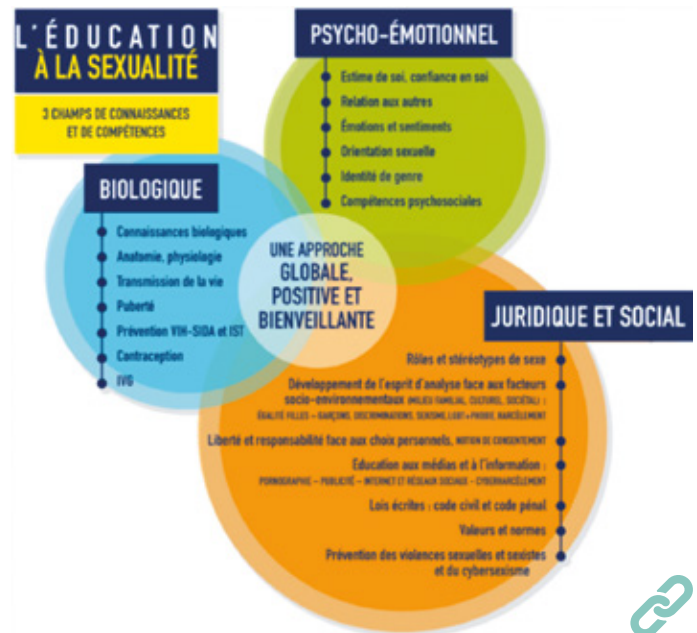 L'ÉDUCATION
À LA SEXUALITÉ
3 CHAMPS DE CONNAISSANCES
ET DE COMPÉTENCES
PSYCHO-ÉMOTIONNEL
Estime de soi, confiance en soi
Relation aux autres
Émotions et sentiments
Orientation sexuelle
Identité de genre
Compétences psychosociales
BIOLOGIQUE
Connaissances biologiques
Anatomie, physiologie
Transmission de la vie
Puberté
Prévention VIH-SIDA et IST
Contraception
IVG
UNE APPROCHE
GLOBALE,
POSITIVE ET
BIENVEILLANTE
JURIDIQUE ET SOCIAL
Rôles et stéréotypes de sexe
Développement de l'esprit d'analyse face aux facteurs
socio-environnementaux (MILIEU FAMILIAL, CULTUREL, SOCIÉTAL) :
ÉGALITÉ FILLES – GARÇONS, DISCRIMINATIONS, SEXISME, LGBT+PHOBIE, HARCÈLEMENT
Liberté et responsabilité face aux choix personnels, NOTION DE CONSENTEMENT
Education aux médias et à l'information :
PORNOGRAPHIE – PUBLICITÉ – INTERNET ET RÉSEAUX SOCIAUX – CYBERHARCÈLEMENT
Lois écrites : code civil et code pénal
Valeurs et normes
Prévention des violences sexuelles et sexistes
et du cybersexisme